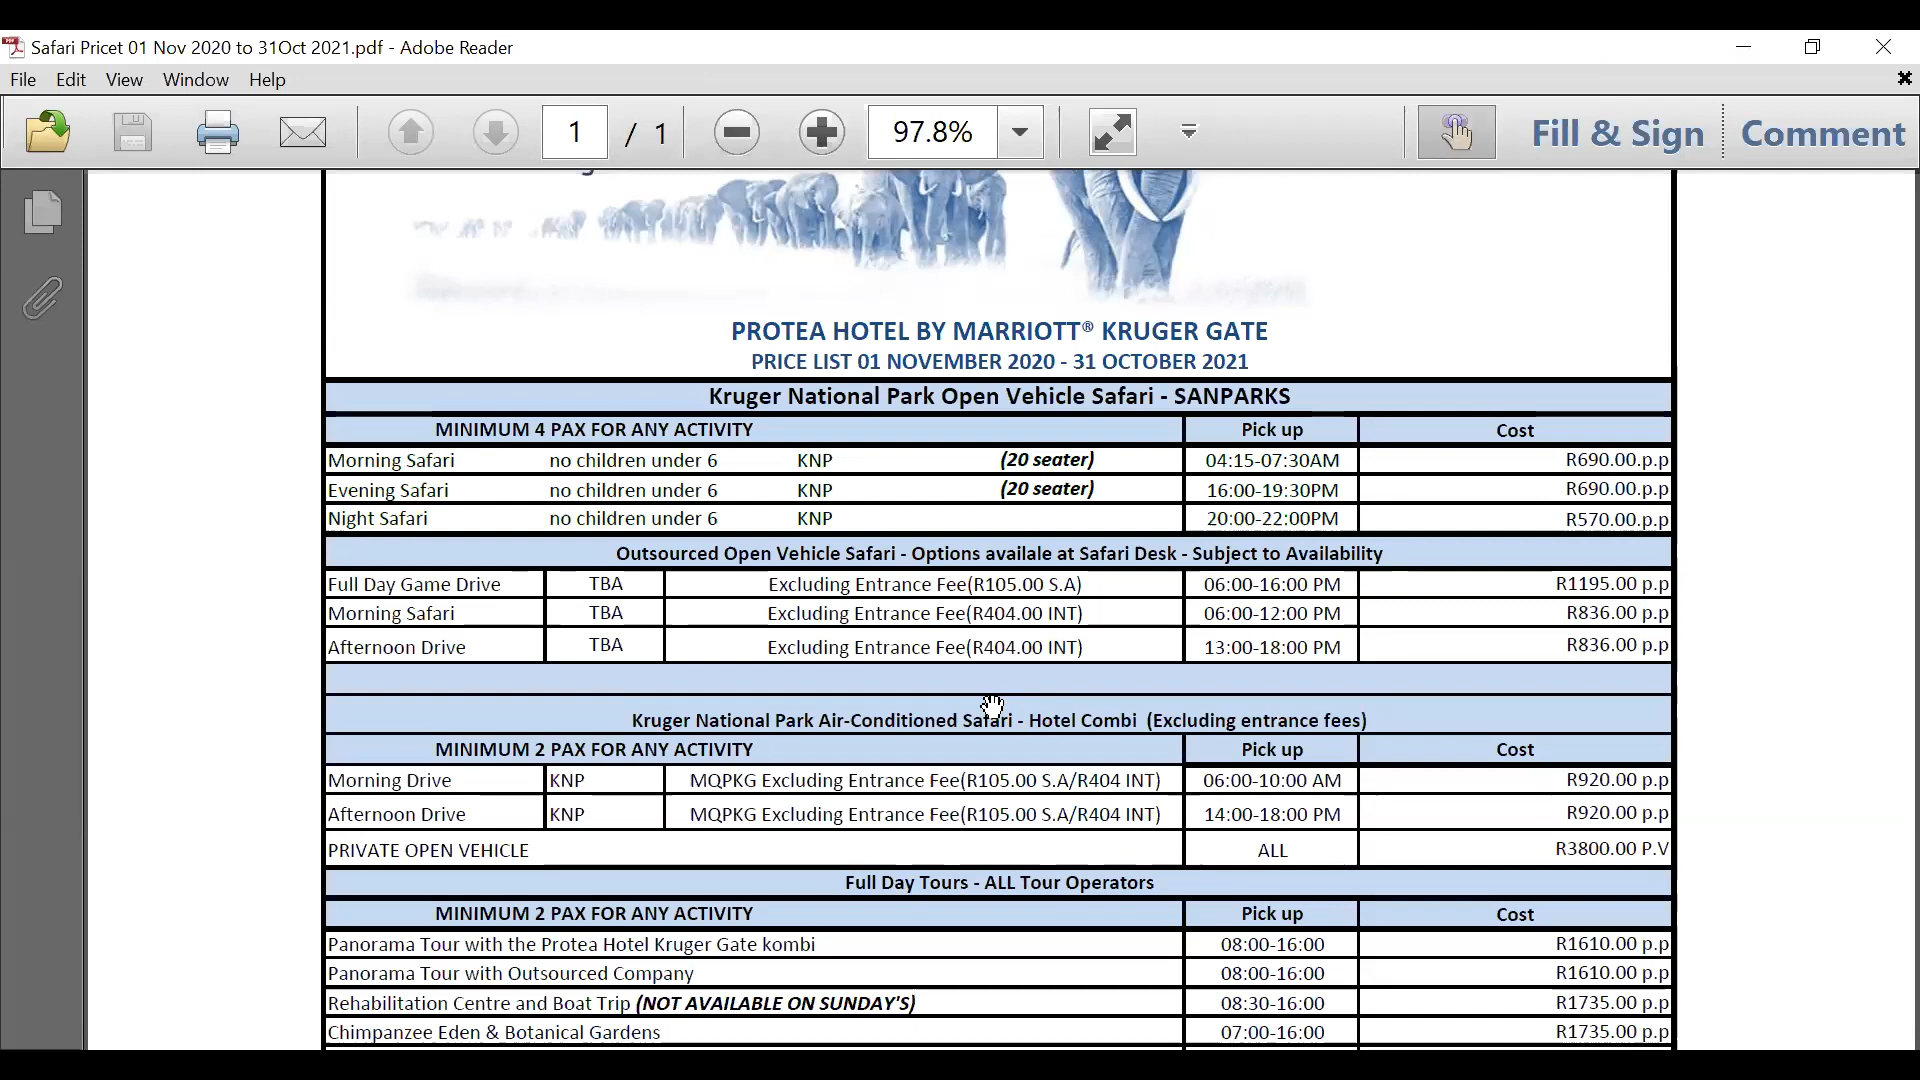 Safari Pricet 01 Nov 2020 to 31Oct 2021.pdf - Adobe Reader
File Edit View Window Help
1 / 1 97.8% Fill & Sign Comment
PROTEA HOTEL BY MARRIOTT® KRUGER GATE
PRICE LIST 01 NOVEMBER 2020 - 31 OCTOBER 2021
Kruger National Park Open Vehicle Safari - SANPARKS
MINIMUM 4 PAX FOR ANY ACTIVITY Pick up Cost
Morning Safari no children under 6 KNP (20 seater) 04:15-07:30AM R690.00.p.p
Evening Safari no children under 6 KNP (20 seater) 16:00-19:30PM R690.00.p.p
Night Safari no children under 6 KNP 20:00-22:00PM R570.00.p.p
Outsourced Open Vehicle Safari - Options availale at Safari Desk - Subject to Availability
Full Day Game Drive TBA Excluding Entrance Fee(R105.00 S.A) 06:00-16:00 PM R1195.00 p.p
Morning Safari TBA Excluding Entrance Fee(R404.00 INT) 06:00-12:00 PM R836.00 p.p
Afternoon Drive TBA Excluding Entrance Fee(R404.00 INT) 13:00-18:00 PM R836.00 p.p
Kruger National Park Air-Conditioned Safari - Hotel Combi (Excluding entrance fees)
MINIMUM 2 PAX FOR ANY ACTIVITY Pick up Cost
Morning Drive KNP MQPKG Excluding Entrance Fee(R105.00 S.A/R404 INT) 06:00-10:00 AM R920.00 p.p
Afternoon Drive KNP MQPKG Excluding Entrance Fee(R105.00 S.A/R404 INT) 14:00-18:00 PM R920.00 p.p
PRIVATE OPEN VEHICLE ALL R3800.00 P.V
Full Day Tours - ALL Tour Operators
MINIMUM 2 PAX FOR ANY ACTIVITY Pick up Cost
Panorama Tour with the Protea Hotel Kruger Gate kombi 08:00-16:00 R1610.00 p.p
Panorama Tour with Outsourced Company 08:00-16:00 R1610.00 p.p
Rehabilitation Centre and Boat Trip (NOT AVAILABLE ON SUNDAY'S) 08:30-16:00 R1735.00 p.p
Chimpanzee Eden & Botanical Gardens 07:00-16:00 R1735.00 p.p